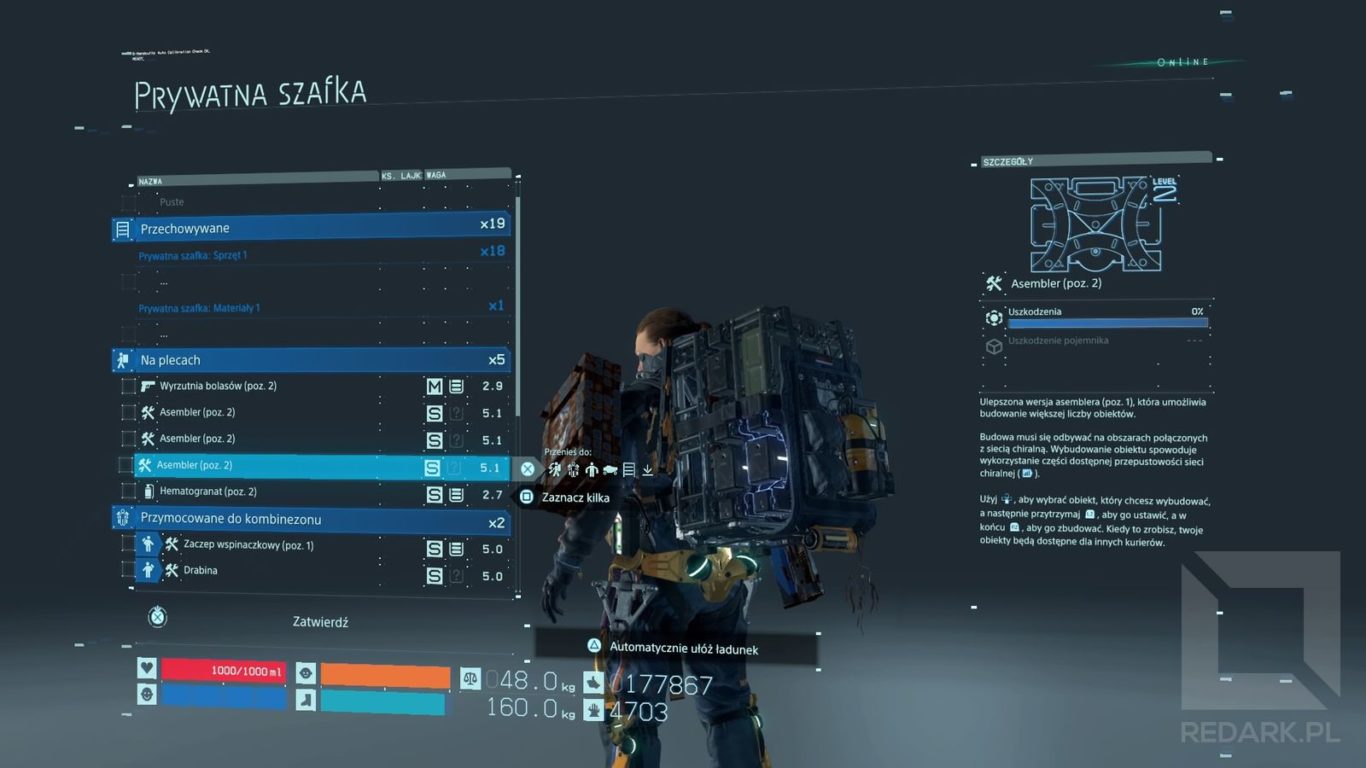 Prywatna szafka
Online
NAZWA KS. LAJK WAGA
Puste
Przechowywane x19
Prywatna szafka: Sprzęt 1 x18
...
Prywatna szafka: Materiały 1 x1
...
Na plecach x5
Wyrzutnia bolasów (poz. 2) M 2.9
Asembler (poz. 2) S ? 5.1
Asembler (poz. 2) S ? 5.1
Asembler (poz. 2) S ? 5.1
Hematogranat (poz. 2) S 2.7
Przymocowane do kombinezonu x2
Zaczep wspinaczkowy (poz. 1) S 5.0
Drabina S ? 5.0
Zatwierdź
Przenieś do:
Zaznacz kilka
Automatycznie ułóż ładunek
1000/1000 ml
048.0 kg
160.0 kg
0177867
4703
SZCZEGÓŁY
LEVEL 2
Asembler (poz. 2)
Uszkodzenia 0%
Uszkodzenie pojemnika ---
Ulepszona wersja asemblera (poz. 1), która umożliwia
budowanie większej liczby obiektów.
Budowa musi się odbywać na obszarach połączonych
z siecią chiralną. Wybudowanie obiektu spowoduje
wykorzystanie części dostępnej przepustowości sieci
chiralnej ( ).
Użyj , aby wybrać obiekt, który chcesz wybudować,
a następnie przytrzymaj , aby go ustawić, a w
końcu , aby go zbudować. Kiedy to zrobisz, twoje
obiekty będą dostępne dla innych kurierów.
REDARK.PL